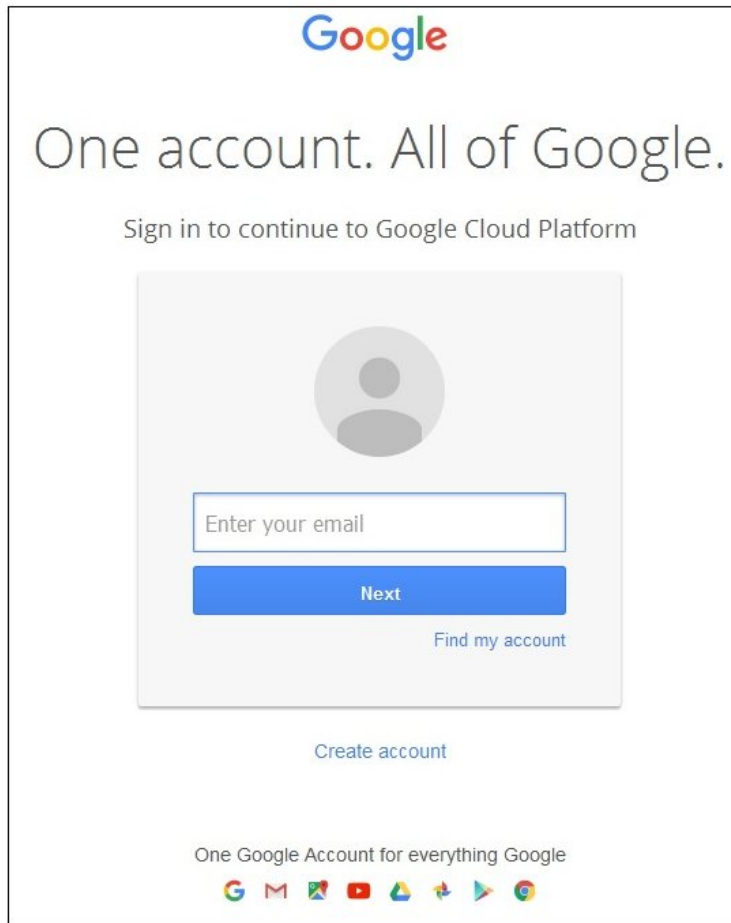 Google
One account. All of Google.
Sign in to continue to Google Cloud Platform
Enter your email
Next
Find my account
Create account
One Google Account for everything Google